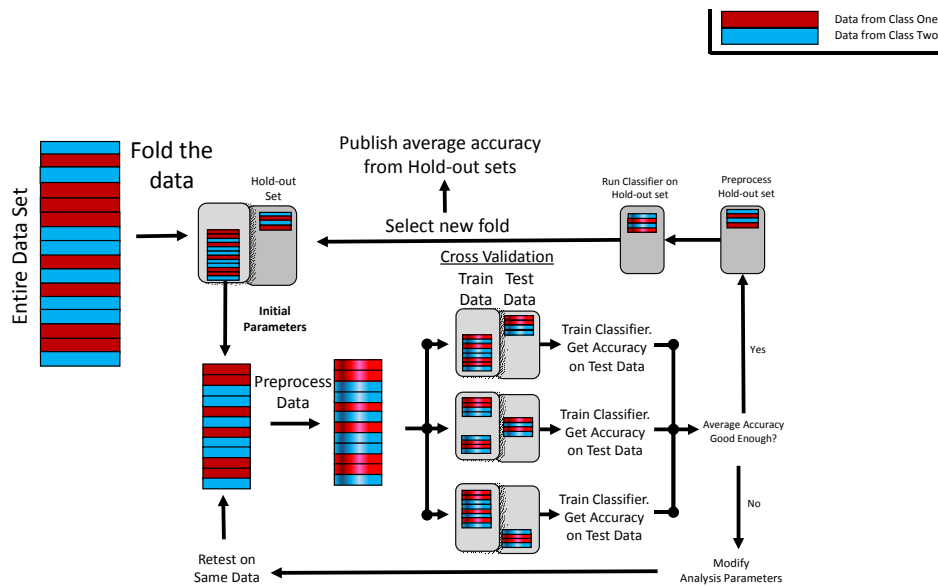 Data from Class One
Data from Class Two
Entire Data Set
Fold the
data
Hold-out
Set
Publish average accuracy
from Hold-out sets
Select new fold
Run Classifier on
Hold-out set
Preprocess
Hold-out set
Cross Validation
Train
Data
Test
Data
Initial
Parameters
Preprocess
Data
Train Classifier.
Get Accuracy
on Test Data
Train Classifier.
Get Accuracy
on Test Data
Train Classifier.
Get Accuracy
on Test Data
Yes
Average Accuracy
Good Enough?
No
Modify
Analysis Parameters
Retest on
Same Data